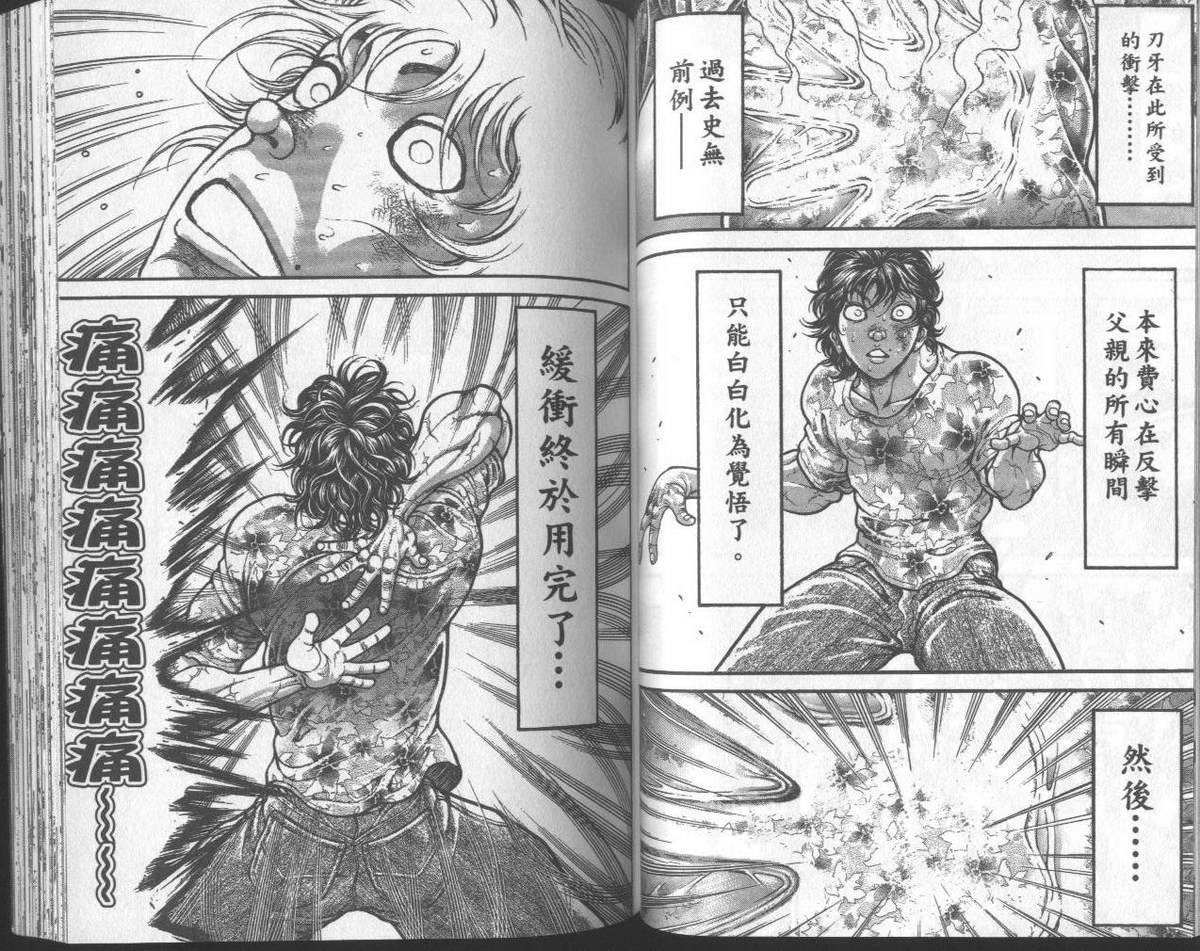 刃牙在此所受到
的衝擊………
過去史無
前例——
本來費心在反擊
父親的所有瞬間
只能白白化為覺悟了。
然後……
緩衝終於用完了…
痛痛痛痛痛痛痛痛～～～